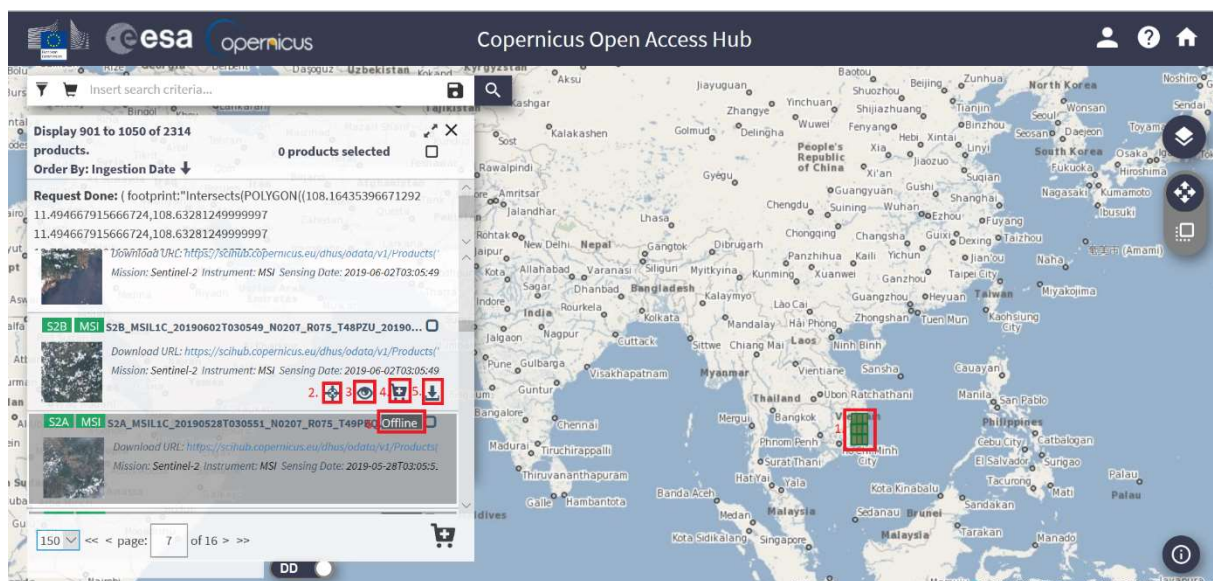 esa
opernicus
Copernicus Open Access Hub
Insert search criteria...
Display 901 to 1050 of 2314
products.
0 products selected
Order By: Ingestion Date
Request Done: ( footprint:"Intersects(POLYGON((108.16435396671292
11.494667915666724,108.63281249999997
11.494667915666724,108.63281249999997
Download URL: https://scihub.copernicus.eu/dhus/odata/v1/Products('
Mission: Sentinel-2 Instrument: MSI Sensing Date: 2019-06-02T03:05:49
S2B MSI S2B_MSIL1C_20190602T030549_N0207_R075_T48PZU_20190...
Download URL: https://scihub.copernicus.eu/dhus/odata/v1/Products('
Mission: Sentinel-2 Instrument: MSI Sensing Date: 2019-06-02T03:05:49
2. 3. 4. 5.
S2A MSI S2A_MSIL1C_20190528T030551_N0207_R075_T49P Offline
Download URL: https://scihub.copernicus.eu/dhus/odata/v1/Products(
Mission: Sentinel-2 Instrument: MSI Sensing Date: 2019-05-28T03:05:5.
150 << < page: 7 of 16 > >>
DD
Uzbekistan
Kyrgyzstan
Aksu
Kashgar
Kalakashen
Sost
Rawalpindi
Amritsar
Jalandhar
Rohtak
New Delhi
Nepal
Jaipur
Kota
Allahabad
Varanasi
Siliguri
Gangtok
Dibrugarh
Myitkyina
Sagar
Dhanbad
Bangladesh
Indore
Rourkela
India
Kolkata
Kalaymyo
Jalgaon
Nagpur
Cuttack
Mandalay
Sittwe
Chiang Mai
Laos
Pune
Gulbarga
Visakhapatnam
Myanmar
Vientiane
Guntur
Thailand
Ubon Ratchathani
Bangalore
Chennai
Mergui
Bangkok
1.
Madurai
Tiruchirappalli
Phnom Penh
Thiruvananthapuram
Surat Thani
City
Hat Yai
Yala
Galle
Hambantota
Banda Aceh
Medan
Malaysia
Kota Sidikalang
Singapore
Jiayuguan
Zhangye
Golmud
Delingha
Gyêgu
Lhasa
Baotou
Shuozhou
Beijing
Zunhua
North Korea
Noshiro
Yinchuan
Shijiazhuang
Tianjin
Wonsan
Sendai
Wuwei
Fenyang
Hebi
Xintai
Binzhou
Seoul
Seosan
Daejeon
Toyama
People's
Republic
of China
Xia
Linyi
South Korea
Osaka
Xi'an
Jiaozuo
Suqian
Fukuoka
Hiroshima
Guangyuan
Gushi
Shanghai
Nagasaki
Kumamoto
Ibusuki
Chengdu
Suining
Wuhan
Ezhou
Fuyang
Chongqing
Changsha
Guixi
Dexing
Taizhou
(Amami)
Panzhihua
Kaili
Yichun
Jian'ou
Naha
Kunming
Xuanwei
Ganzhou
Taipei City
Guangzhou
Heyuan
Taiwan
Miyakojima
Lào Cai
Zhongshan
Tuen Mun
Kaohsiung
City
Hải Phòng
Ninh Binh
Sansha
Cauayan
Manila
San Pablo
Philippines
Cebu City
Catbalogan
El Salvador
Surigao
Tacurong
Mati
Palau
Palau
Kota Kinabalu
Sandakan
Sedanau
Brunei
Malaysia
Tarakan
Manado